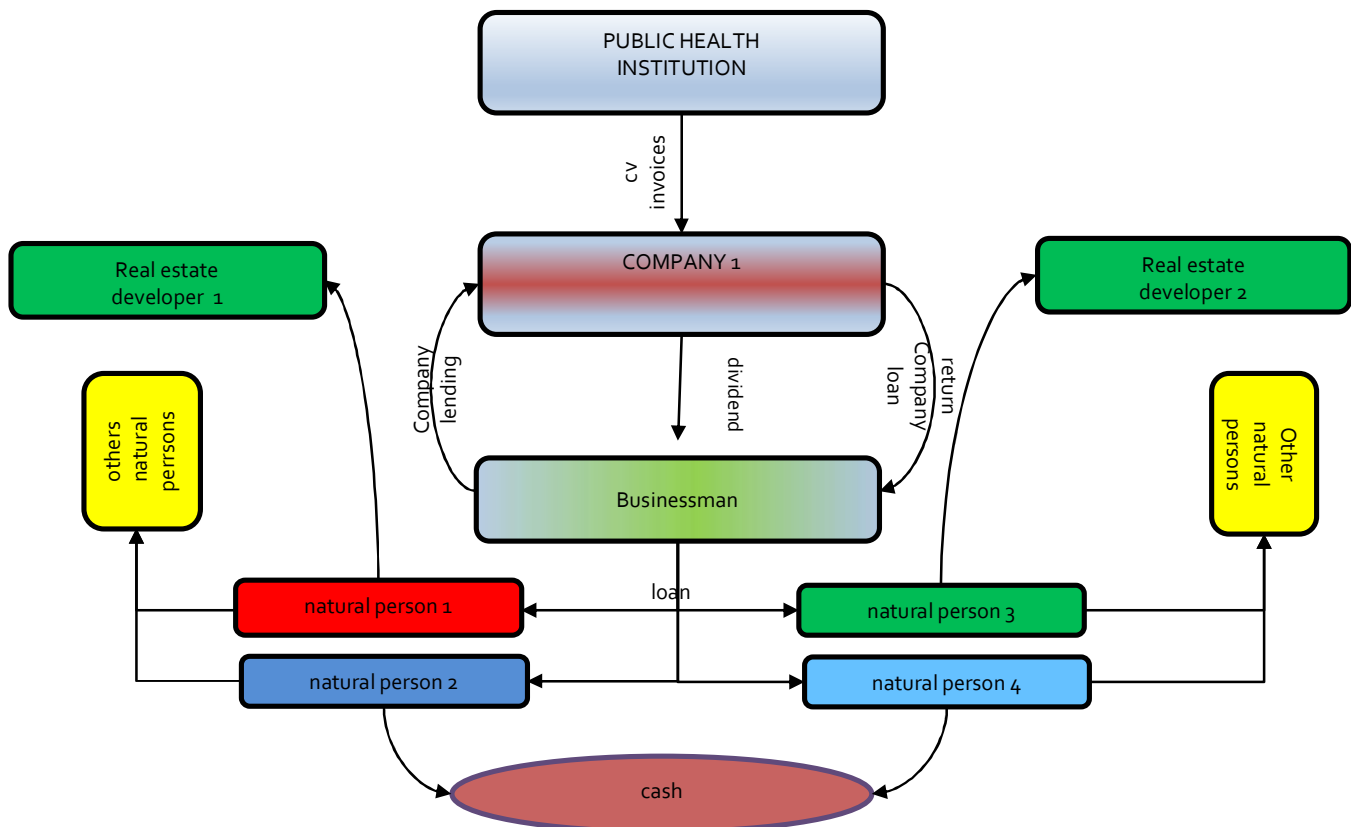 PUBLIC HEALTH
INSTITUTION
cv
invoices
COMPANY 1
Real estate
developer 1
Real estate
developer 2
Company
lending
dividend
return
Company
loan
others
natural
perrsons
Other
natural
persons
Businessman
loan
natural person 1
natural person 3
natural person 2
natural person 4
cash